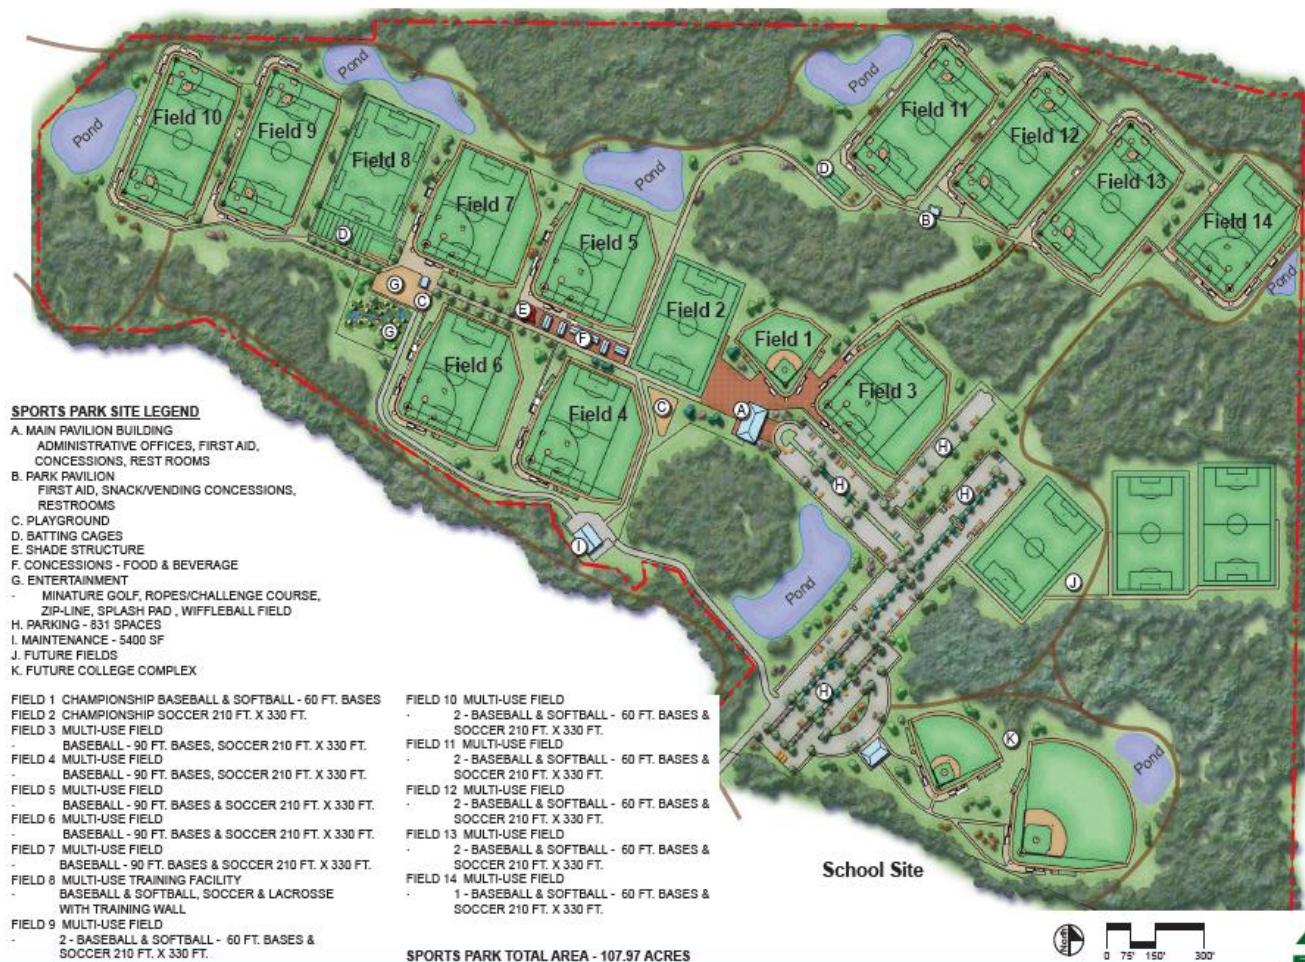 Pond
Pond
Field 10
Field 9
Field 8
Field 7
Field 5
Pond
Pond
Field 11
Field 12
Field 13
Field 14
Pond
D
B
D
G
C
G
E
F
Field 2
Field 1
Field 3
Field 6
Field 4
C
A
H
H
H
I
Pond
J
H
K
Pond
School Site
SPORTS PARK SITE LEGEND
A. MAIN PAVILION BUILDING
ADMINISTRATIVE OFFICES, FIRST AID,
CONCESSIONS, REST ROOMS
B. PARK PAVILION
FIRST AID, SNACK/VENDING CONCESSIONS,
RESTROOMS
C. PLAYGROUND
D. BATTING CAGES
E. SHADE STRUCTURE
F. CONCESSIONS - FOOD & BEVERAGE
G. ENTERTAINMENT
- MINATURE GOLF, ROPES/CHALLENGE COURSE,
ZIP-LINE, SPLASH PAD , WIFFLEBALL FIELD
H. PARKING - 831 SPACES
I. MAINTENANCE - 5400 SF
J. FUTURE FIELDS
K. FUTURE COLLEGE COMPLEX
FIELD 1 CHAMPIONSHIP BASEBALL & SOFTBALL - 60 FT. BASES
FIELD 2 CHAMPIONSHIP SOCCER 210 FT. X 330 FT.
FIELD 3 MULTI-USE FIELD
- BASEBALL - 90 FT. BASES, SOCCER 210 FT. X 330 FT.
FIELD 4 MULTI-USE FIELD
- BASEBALL - 90 FT. BASES, SOCCER 210 FT. X 330 FT.
FIELD 5 MULTI-USE FIELD
- BASEBALL - 90 FT. BASES & SOCCER 210 FT. X 330 FT.
FIELD 6 MULTI-USE FIELD
- BASEBALL - 90 FT. BASES & SOCCER 210 FT. X 330 FT.
FIELD 7 MULTI-USE FIELD
- BASEBALL - 90 FT. BASES & SOCCER 210 FT. X 330 FT.
FIELD 8 MULTI-USE TRAINING FACILITY
- BASEBALL & SOFTBALL, SOCCER & LACROSSE
WITH TRAINING WALL
FIELD 9 MULTI-USE FIELD
- 2 - BASEBALL & SOFTBALL - 60 FT. BASES &
SOCCER 210 FT. X 330 FT.
FIELD 10 MULTI-USE FIELD
- 2 - BASEBALL & SOFTBALL - 60 FT. BASES &
SOCCER 210 FT. X 330 FT.
FIELD 11 MULTI-USE FIELD
- 2 - BASEBALL & SOFTBALL - 60 FT. BASES &
SOCCER 210 FT. X 330 FT.
FIELD 12 MULTI-USE FIELD
- 2 - BASEBALL & SOFTBALL - 60 FT. BASES &
SOCCER 210 FT. X 330 FT.
FIELD 13 MULTI-USE FIELD
- 2 - BASEBALL & SOFTBALL - 60 FT. BASES &
SOCCER 210 FT. X 330 FT.
FIELD 14 MULTI-USE FIELD
- 1 - BASEBALL & SOFTBALL - 60 FT. BASES &
SOCCER 210 FT. X 330 FT.
SPORTS PARK TOTAL AREA - 107.97 ACRES
North
0 75' 150' 300'